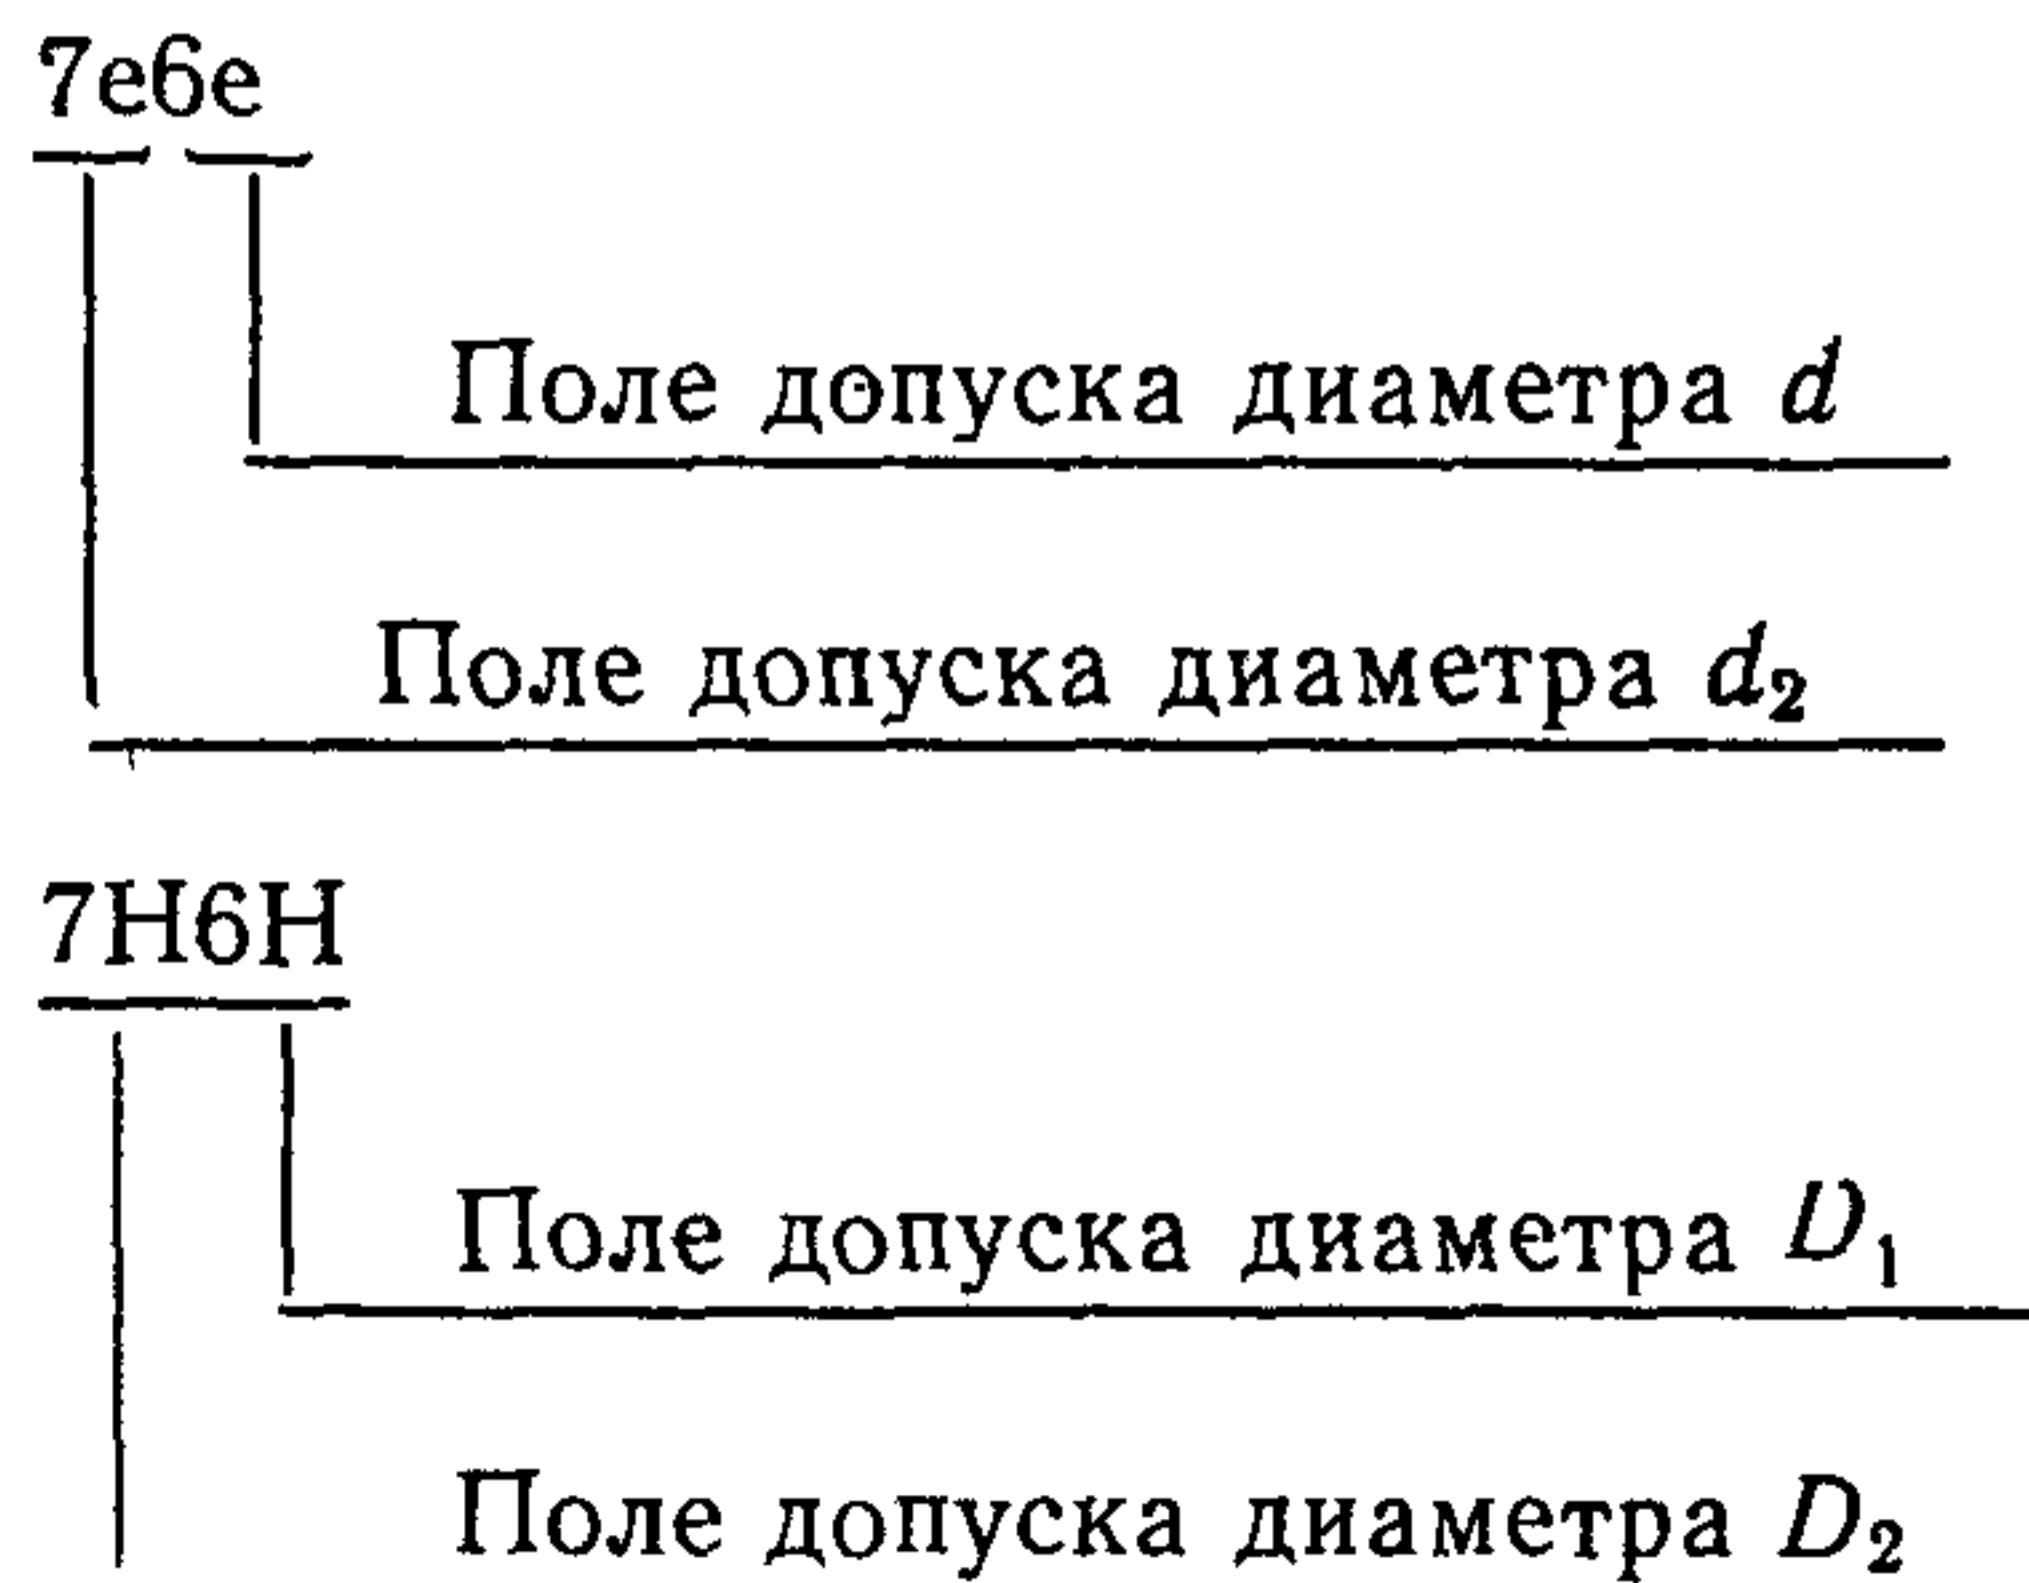 7e6e
Поле допуска диаметра d
Поле допуска диаметра d₂
7H6H
Поле допуска диаметра D₁
Поле допуска диаметра D₂